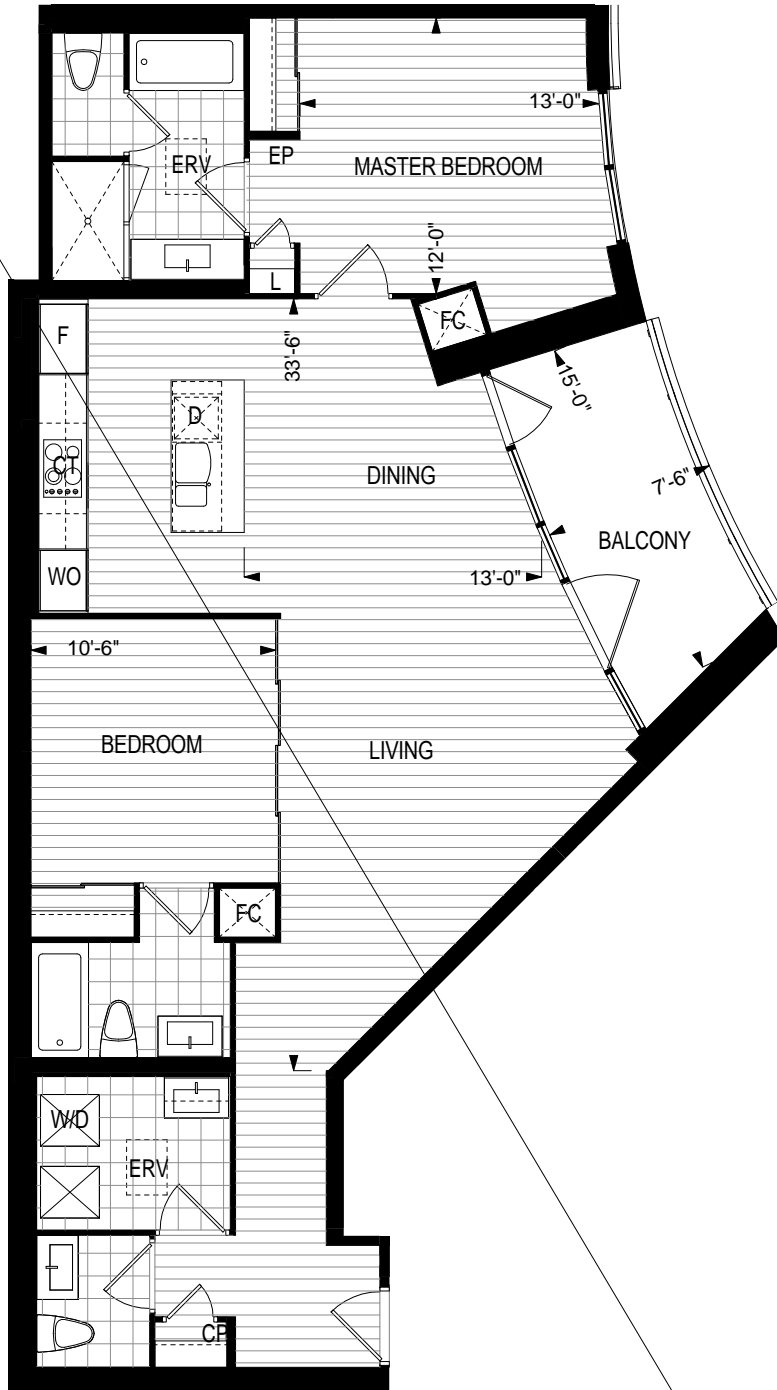 13'-0"
ERV
EP
MASTER BEDROOM
12'-0"
L
F
FC
33'-6"
15'-0"
D
CT
DINING
7'-6"
BALCONY
WO
13'-0"
10'-6"
BEDROOM
LIVING
FC
W/D
ERV
CP